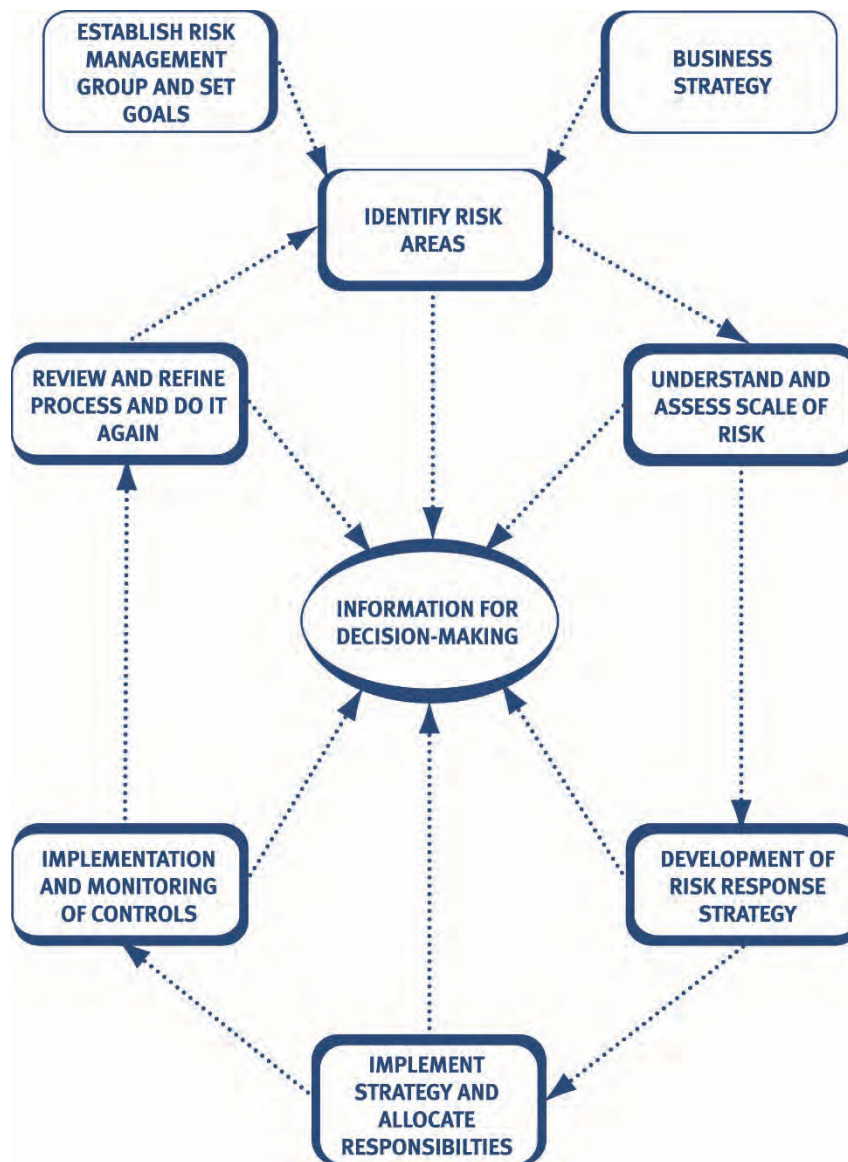 ESTABLISH RISK
MANAGEMENT
GROUP AND SET
GOALS
BUSINESS
STRATEGY
IDENTIFY RISK
AREAS
REVIEW AND REFINE
PROCESS AND DO IT
AGAIN
UNDERSTAND AND
ASSESS SCALE OF
RISK
INFORMATION FOR
DECISION-MAKING
IMPLEMENTATION
AND MONITORING
OF CONTROLS
DEVELOPMENT OF
RISK RESPONSE
STRATEGY
IMPLEMENT
STRATEGY AND
ALLOCATE
RESPONSIBILTIES